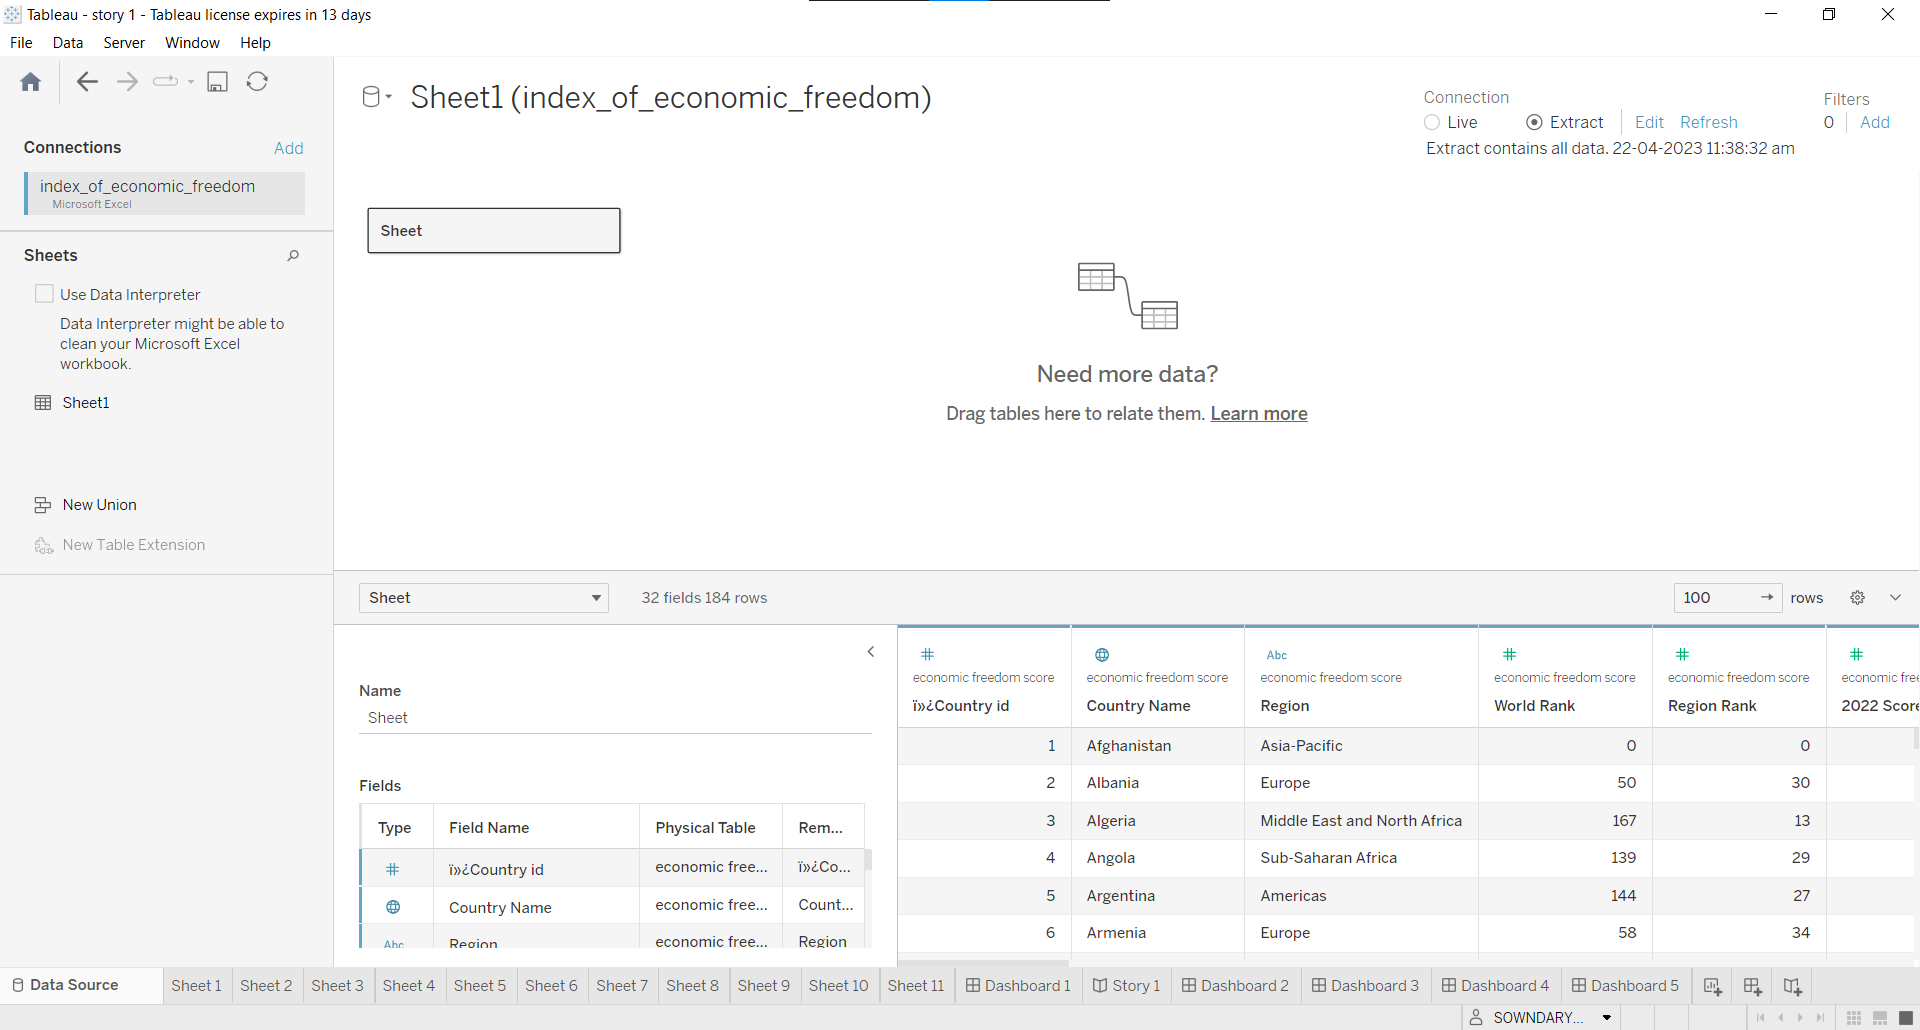 Tableau - story 1 - Tableau license expires in 13 days
File Data Server Window Help
Connections Add
index_of_economic_freedom
Microsoft Excel
Sheets
Use Data Interpreter
Data Interpreter might be able to
clean your Microsoft Excel
workbook.
Sheet1
New Union
New Table Extension
Sheet1 (index_of_economic_freedom)
Connection
Live Extract Edit Refresh
Extract contains all data. 22-04-2023 11:38:32 am
Filters
0 Add
Sheet
Need more data?
Drag tables here to relate them. Learn more
Sheet 32 fields 184 rows 100 → rows
Name
Sheet
Fields
Type Field Name Physical Table Rem...
# ï»¿Country id economic free... ï»¿Co...
Country Name economic free... Count...
Abc Region economic free... Region
# Abc # # #
economic freedom score economic freedom score economic freedom score economic freedom score economic freedom score economic free
ï»¿Country id Country Name Region World Rank Region Rank 2022 Score
1 Afghanistan Asia-Pacific 0 0
2 Albania Europe 50 30
3 Algeria Middle East and North Africa 167 13
4 Angola Sub-Saharan Africa 139 29
5 Argentina Americas 144 27
6 Armenia Europe 58 34
Data Source Sheet 1 Sheet 2 Sheet 3 Sheet 4 Sheet 5 Sheet 6 Sheet 7 Sheet 8 Sheet 9 Sheet 10 Sheet 11 Dashboard 1 Story 1 Dashboard 2 Dashboard 3 Dashboard 4 Dashboard 5
SOWNDARY...